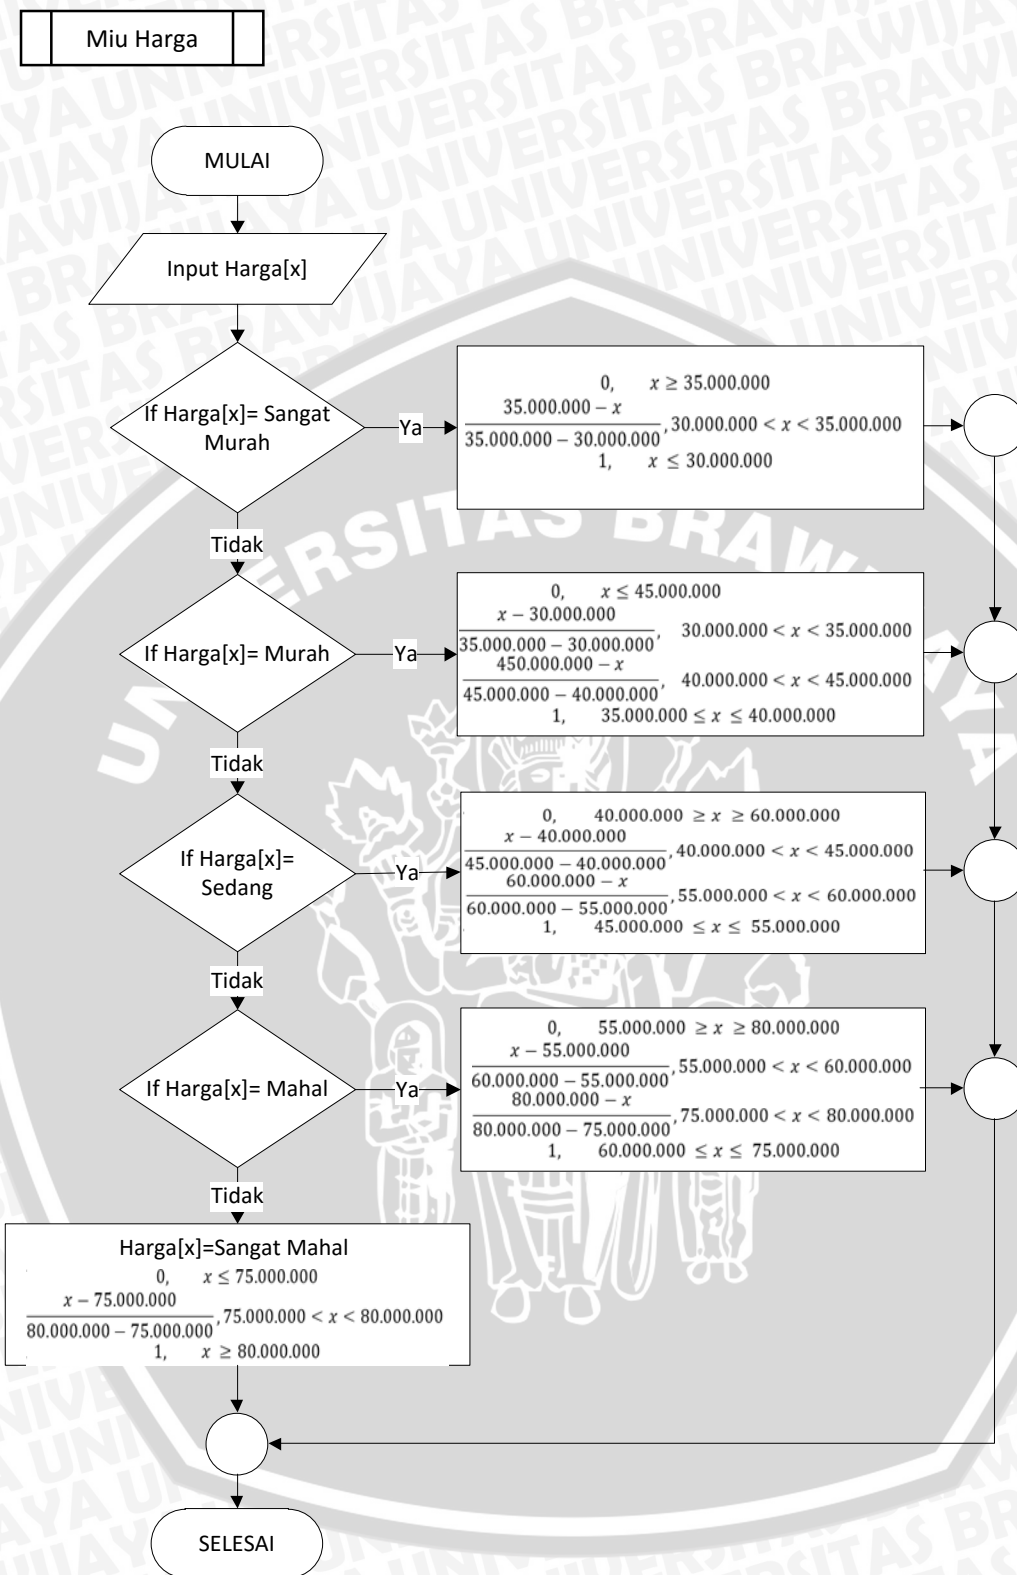 Miu Harga
MULAI
Input Harga[x]
If Harga[x]= Sangat
Murah
Ya
0, x ≥ 35.000.000
35.000.000 − x
35.000.000 − 30.000.000 , 30.000.000 < x < 35.000.000
1, x ≤ 30.000.000
Tidak
If Harga[x]= Murah
Ya
0, x ≤ 45.000.000
x − 30.000.000
35.000.000 − 30.000.000 , 30.000.000 < x < 35.000.000
450.000.000 − x
45.000.000 − 40.000.000 , 40.000.000 < x < 45.000.000
1, 35.000.000 ≤ x ≤ 40.000.000
Tidak
If Harga[x]=
Sedang
Ya
0, 40.000.000 ≥ x ≥ 60.000.000
x − 40.000.000
45.000.000 − 40.000.000 , 40.000.000 < x < 45.000.000
60.000.000 − x
60.000.000 − 55.000.000 , 55.000.000 < x < 60.000.000
1, 45.000.000 ≤ x ≤ 55.000.000
Tidak
If Harga[x]= Mahal
Ya
0, 55.000.000 ≥ x ≥ 80.000.000
x − 55.000.000
60.000.000 − 55.000.000 , 55.000.000 < x < 60.000.000
80.000.000 − x
80.000.000 − 75.000.000 , 75.000.000 < x < 80.000.000
1, 60.000.000 ≤ x ≤ 75.000.000
Tidak
Harga[x]=Sangat Mahal
0, x ≤ 75.000.000
x − 75.000.000
80.000.000 − 75.000.000 , 75.000.000 < x < 80.000.000
1, x ≥ 80.000.000
SELESAI